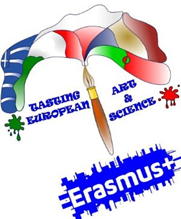 TASTING ART
EUROPEAN & SCIENCE
Erasmus+